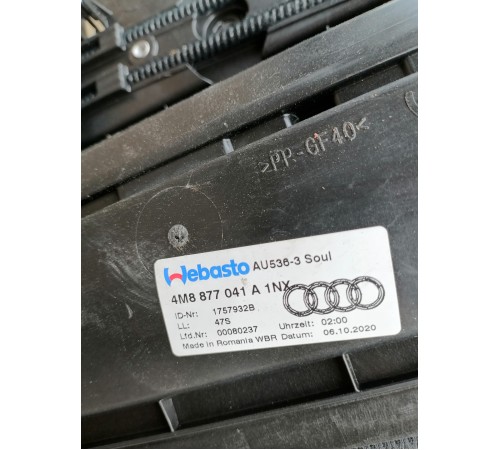 >PP-GF40<
Webasto AU536-3 Soul
4M8 877 041 A 1NX
ID-Nr: 1757932B
LL: 47S
Lfd.Nr: 00080237 Uhrzeit: 02:00
Made in Romania WBR Datum: 06.10.2020